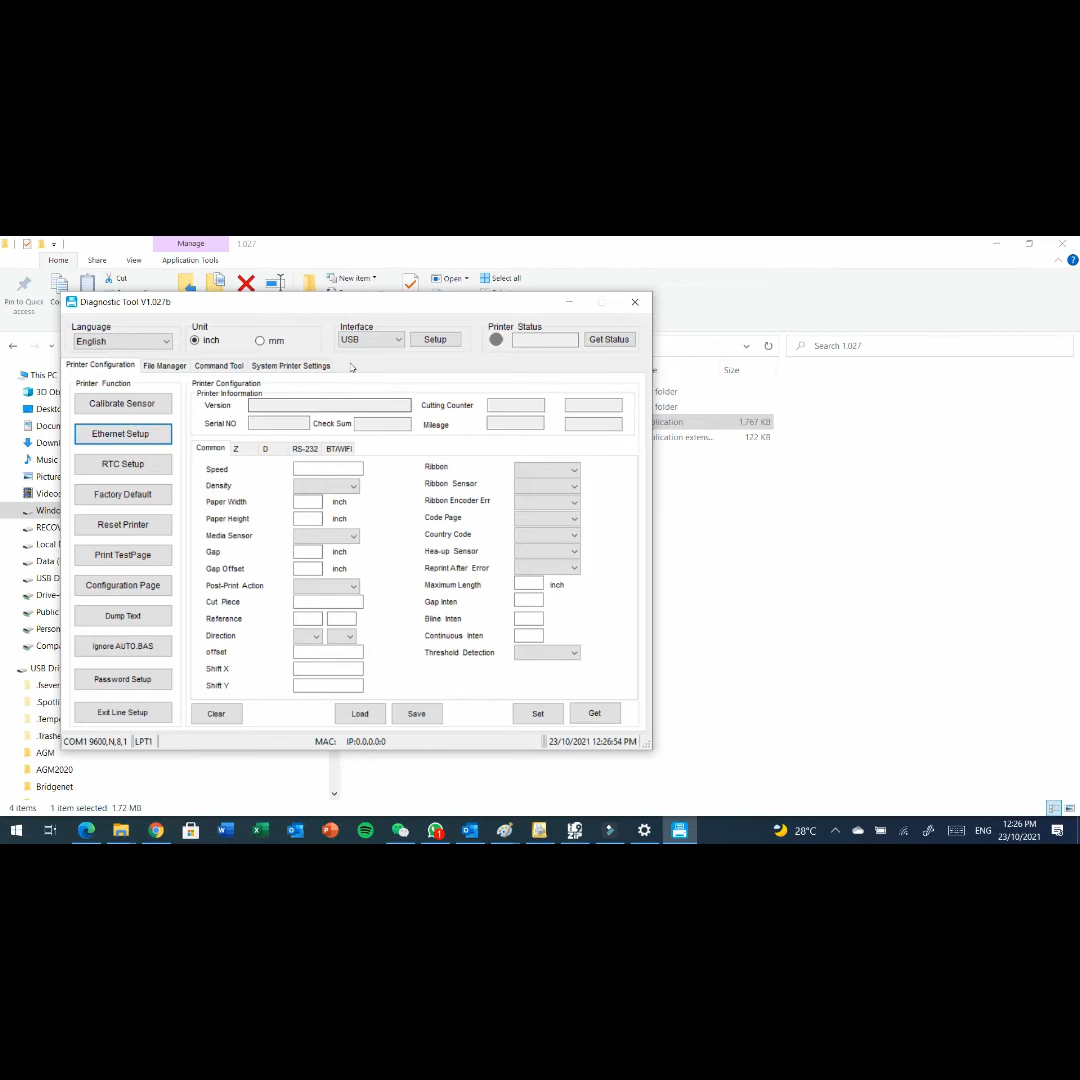 Manage 1.027
Home Share View Application Tools
Cut New item Open Select all
Pin to Quick access
Diagnostic Tool V1.027b
Language Unit Interface Printer Status
English inch mm USB Setup Get Status
Printer Configuration File Manager Command Tool System Printer Settings
Search 1.027
Printer Function
Calibrate Sensor
Ethernet Setup
RTC Setup
Factory Default
Reset Printer
Print TestPage
Configuration Page
Dump Text
Ignore AUTO.BAS
Password Setup
Exit Line Setup
Printer Configuration
Printer Infoormation
Version Cutting Counter
Serial NO Check Sum Mileage
Common Z D RS-232 BT/WIFI
Speed
Density
Paper Width inch
Paper Height inch
Media Sensor
Gap inch
Gap Offset inch
Post-Print Action
Cut Piece
Reference
Direction
offset
Shift X
Shift Y
Ribbon
Ribbon Sensor
Ribbon Encoder Err
Code Page
Country Code
Hea-up Sensor
Reprint After Error
Maximum Length inch
Gap Inten
Bline Inten
Continuous Inten
Threshold Detection
Clear Load Save Set Get
COM1 9600,N,8,1 LPT1 MAC: IP:0.0.0.0:0 23/10/2021 12:26:54 PM
This PC
3D Ob
Deskto
Docum
Downl
Music
Picture
Videos
Windo
RECOV
Local
Data (
USB D
Drive-
Public
Person
Compa
USB Dri
.fsever
.Spotli
.Temp
.Trashe
AGM
AGM2020
Bridgenet
Size
folder
folder
plication 1,767 KB
plication extens... 122 KB
4 items 1 item selected 1.72 MB
28°C ENG 12:26 PM
23/10/2021